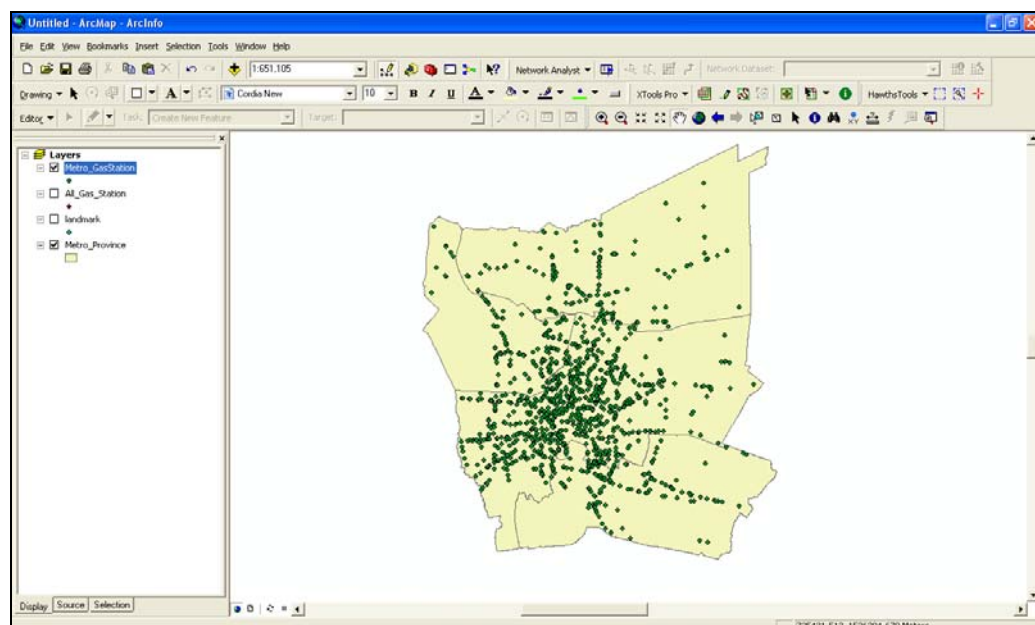 Untitled - ArcMap - ArcInfo
File Edit View Bookmarks Insert Selection Tools Window Help
1:651,105 Network Analyst Network Dataset:
Drawing A Cordia New 10 B I U A XTools Pro HawthsTools
Editor Task: Create New Feature Target:
Layers
Metro_GasStation
All_Gas_Station
landmark
Metro_Province
Display Source Selection